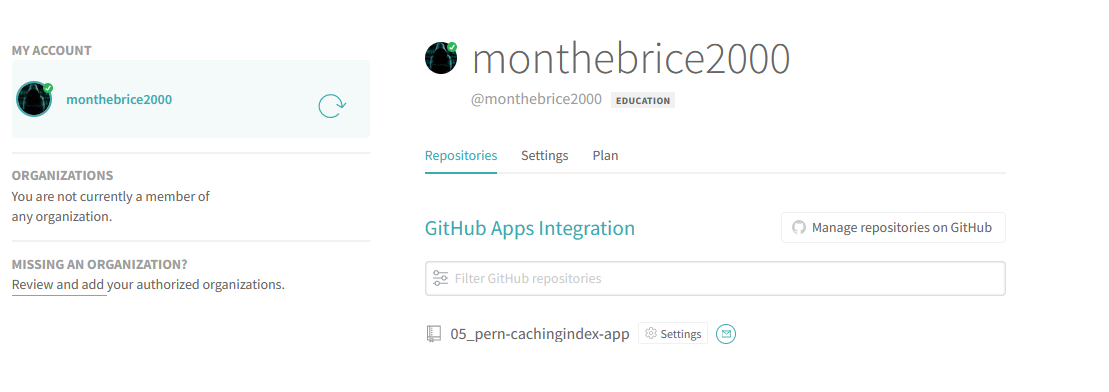 MY ACCOUNT
monthebrice2000
ORGANIZATIONS
You are not currently a member of
any organization.
MISSING AN ORGANIZATION?
Review and add your authorized organizations.
monthebrice2000
@monthebrice2000 EDUCATION
Repositories Settings Plan
GitHub Apps Integration
Manage repositories on GitHub
Filter GitHub repositories
05_pern-cachingindex-app Settings